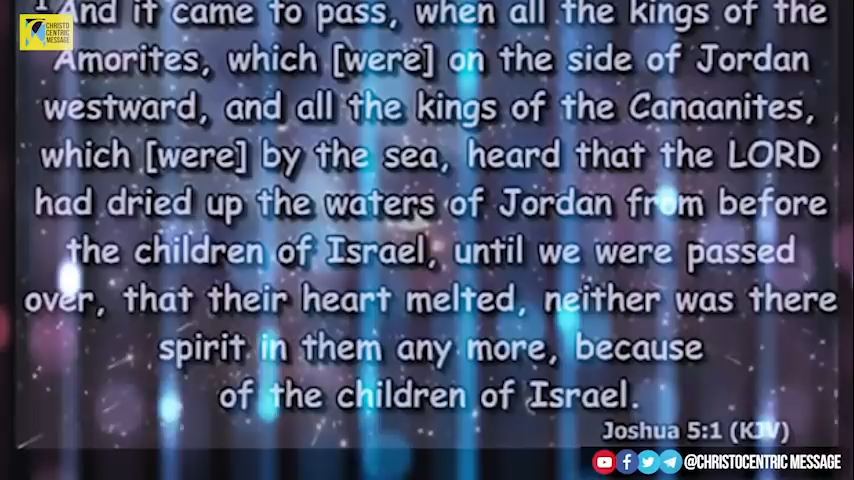 1 And it came to pass, when all the kings of the
Amorites, which [were] on the side of Jordan
westward, and all the kings of the Canaanites,
which [were] by the sea, heard that the LORD
had dried up the waters of Jordan from before
the children of Israel, until we were passed
over, that their heart melted, neither was there
spirit in them any more, because
of the children of Israel.
Joshua 5:1 (KJV)
CHRISTO
CENTRIC
MESSAGE
@CHRISTOCENTRIC MESSAGE